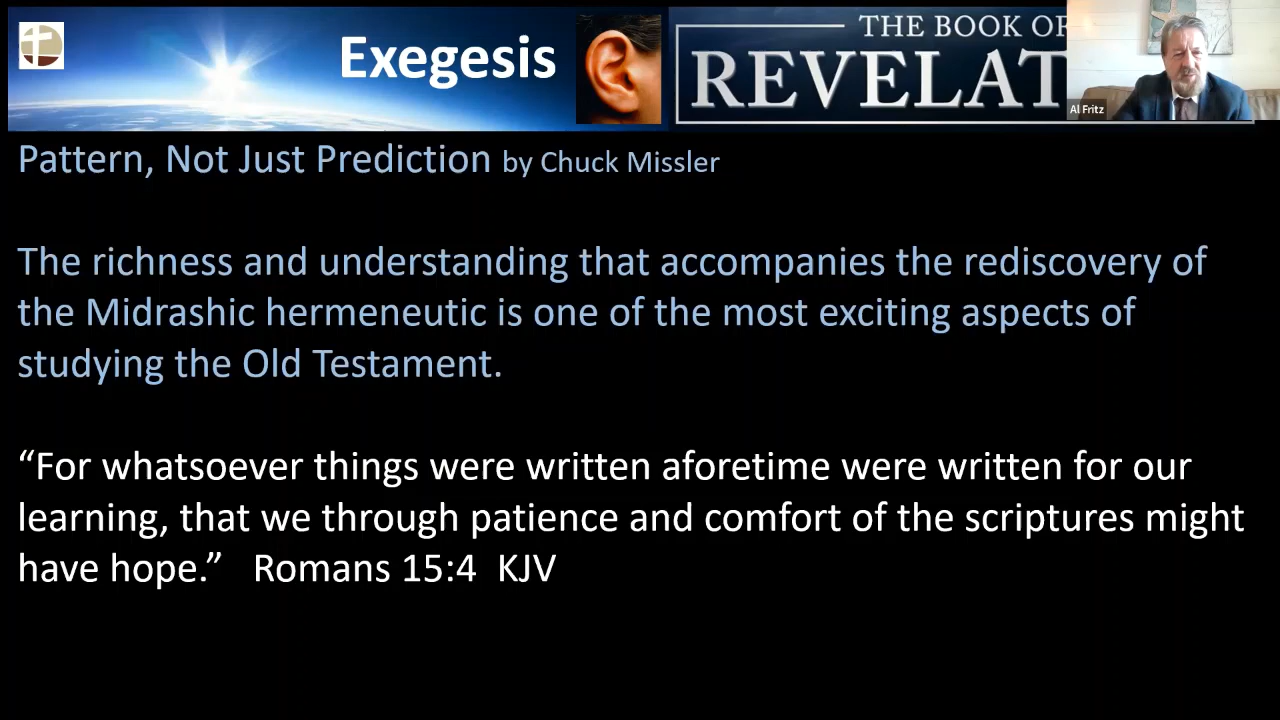 Exegesis
THE BOOK OF
REVELAT
Al Fritz
Pattern, Not Just Prediction by Chuck Missler
The richness and understanding that accompanies the rediscovery of
the Midrashic hermeneutic is one of the most exciting aspects of
studying the Old Testament.
“For whatsoever things were written aforetime were written for our
learning, that we through patience and comfort of the scriptures might
have hope.” Romans 15:4 KJV